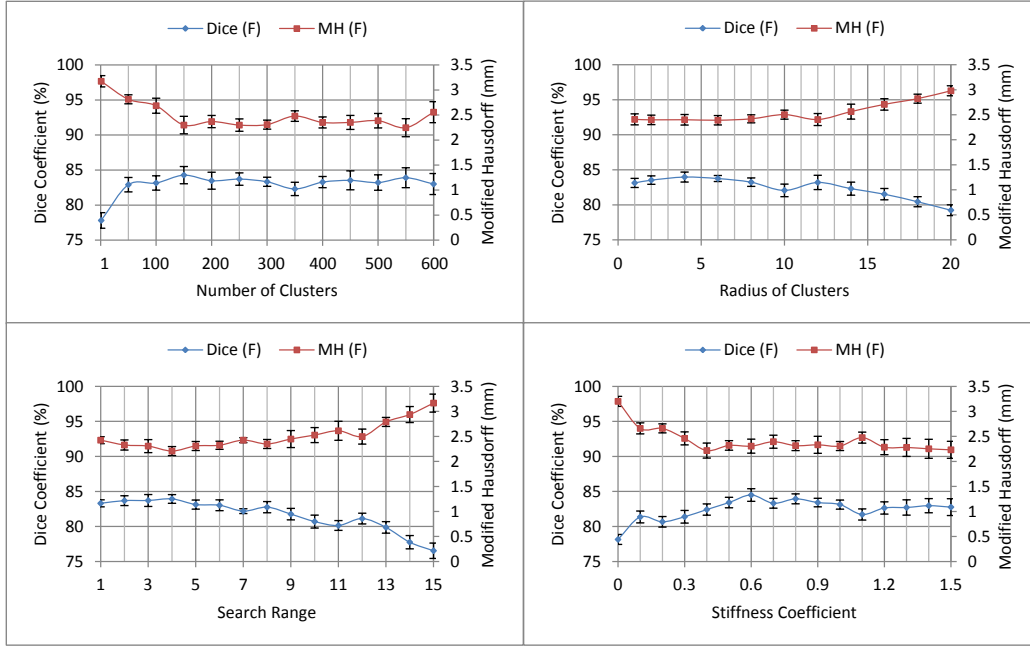 Dice (F) MH (F)
100 3.5
95 3
90 2.5
85 2
80 1.5
75 1
0.5
0
Dice Coefficient (%)
Modified Hausdorff (mm)
1 100 200 300 400 500 600
Number of Clusters
Dice (F) MH (F)
100 3.5
95 3
90 2.5
85 2
80 1.5
75 1
0.5
0
Dice Coefficient (%)
Modified Hausdorff (mm)
0 5 10 15 20
Radius of Clusters
Dice (F) MH (F)
100 3.5
95 3
90 2.5
85 2
80 1.5
75 1
0.5
0
Dice Coefficient (%)
Modified Hausdorff (mm)
1 3 5 7 9 11 13 15
Search Range
Dice (F) MH (F)
100 3.5
95 3
90 2.5
85 2
80 1.5
75 1
0.5
0
Dice Coefficient (%)
Modified Hausdorff (mm)
0 0.3 0.6 0.9 1.2 1.5
Stiffness Coefficient